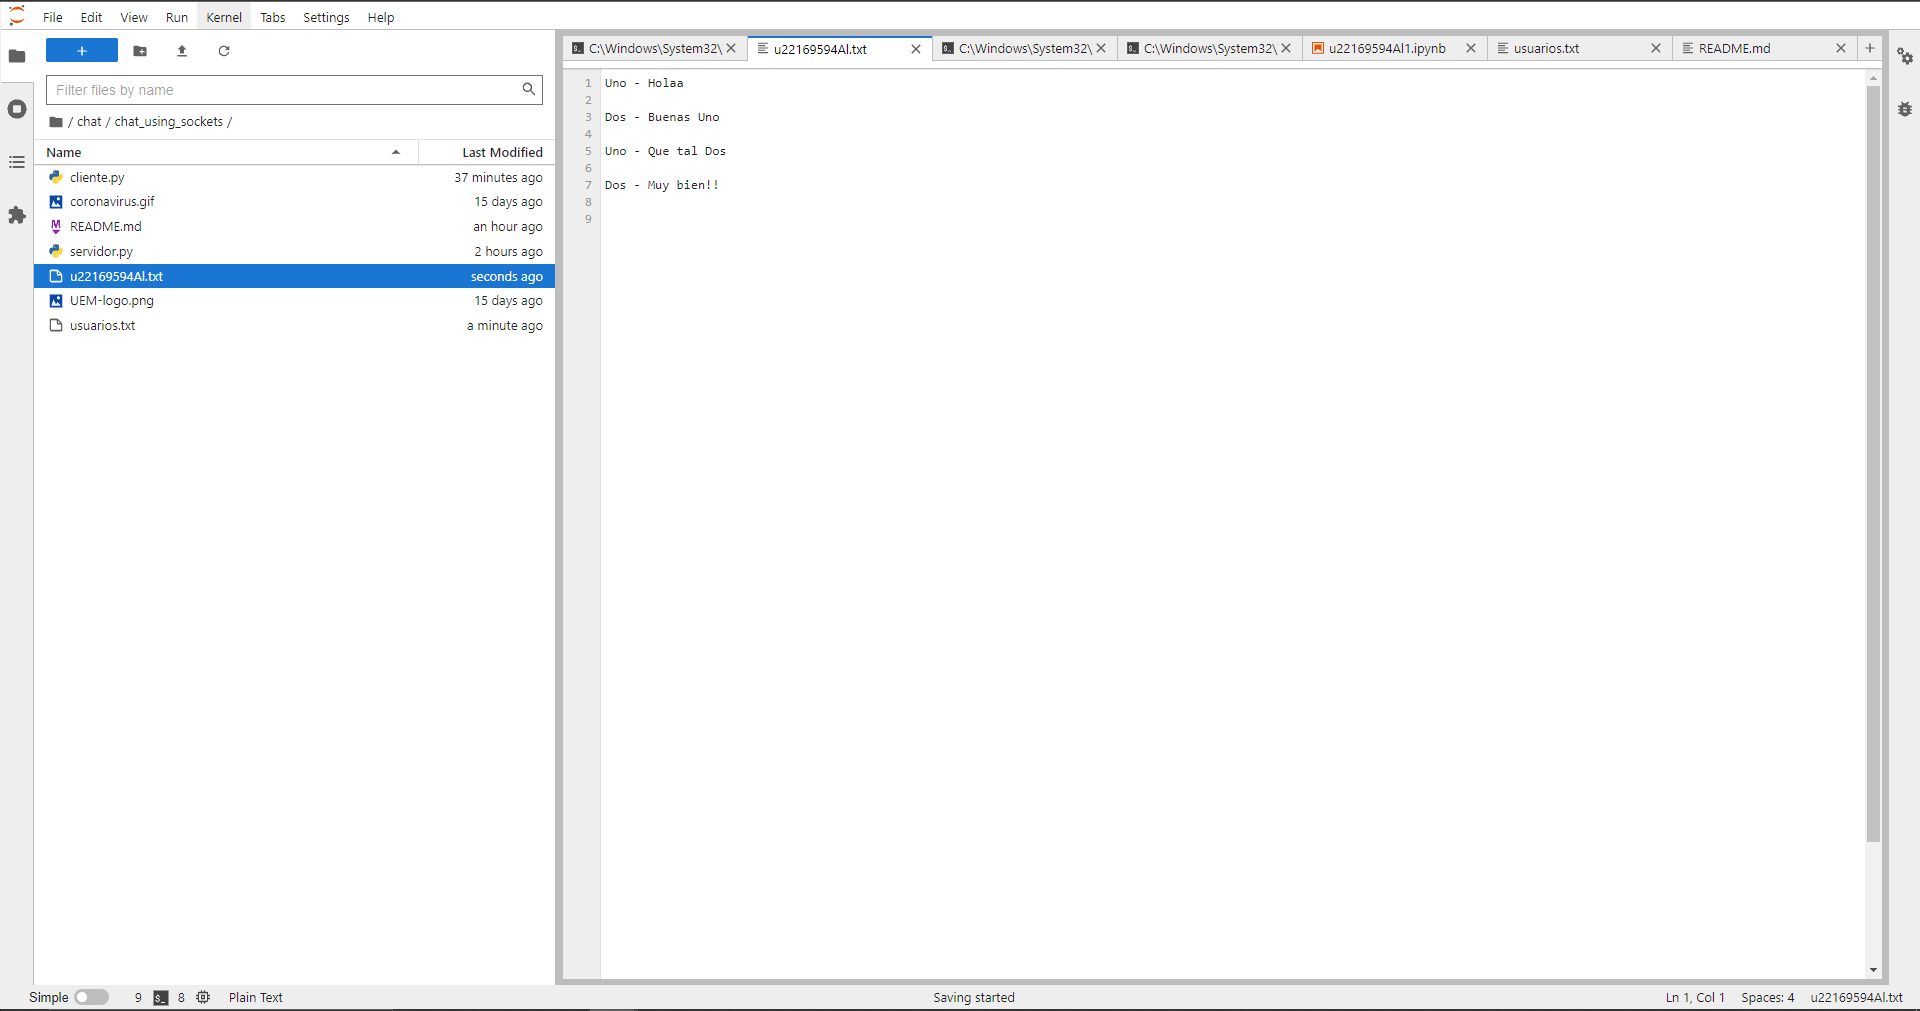 File Edit View Run Kernel Tabs Settings Help
+
Filter files by name
/ chat / chat_using_sockets /
Name Last Modified
cliente.py 37 minutes ago
coronavirus.gif 15 days ago
README.md an hour ago
servidor.py 2 hours ago
u22169594Al.txt seconds ago
UEM-logo.png 15 days ago
usuarios.txt a minute ago
C:\Windows\System32\ u22169594Al.txt C:\Windows\System32\ C:\Windows\System32\ u22169594Al1.ipynb usuarios.txt README.md +
1 Uno - Holaa
2
3 Dos - Buenas Uno
4
5 Uno - Que tal Dos
6
7 Dos - Muy bien!!
8
9
Simple 9 8 Plain Text Saving started Ln 1, Col 1 Spaces: 4 u22169594Al.txt